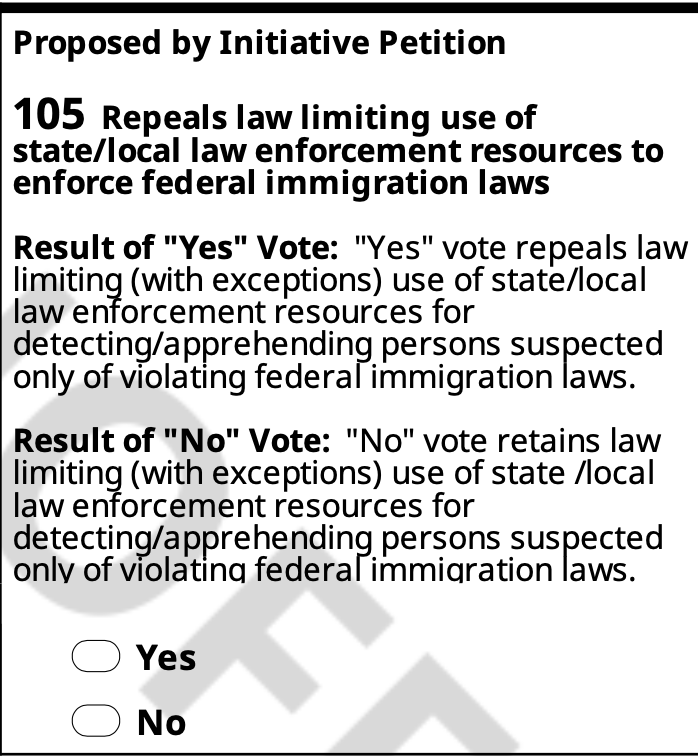 Proposed by Initiative Petition
105 Repeals law limiting use of
state/local law enforcement resources to
enforce federal immigration laws
Result of "Yes" Vote: "Yes" vote repeals law
limiting (with exceptions) use of state/local
law enforcement resources for
detecting/apprehending persons suspected
only of violating federal immigration laws.
Result of "No" Vote: "No" vote retains law
limiting (with exceptions) use of state /local
law enforcement resources for
detecting/apprehending persons suspected
only of violating federal immigration laws.
Yes
No